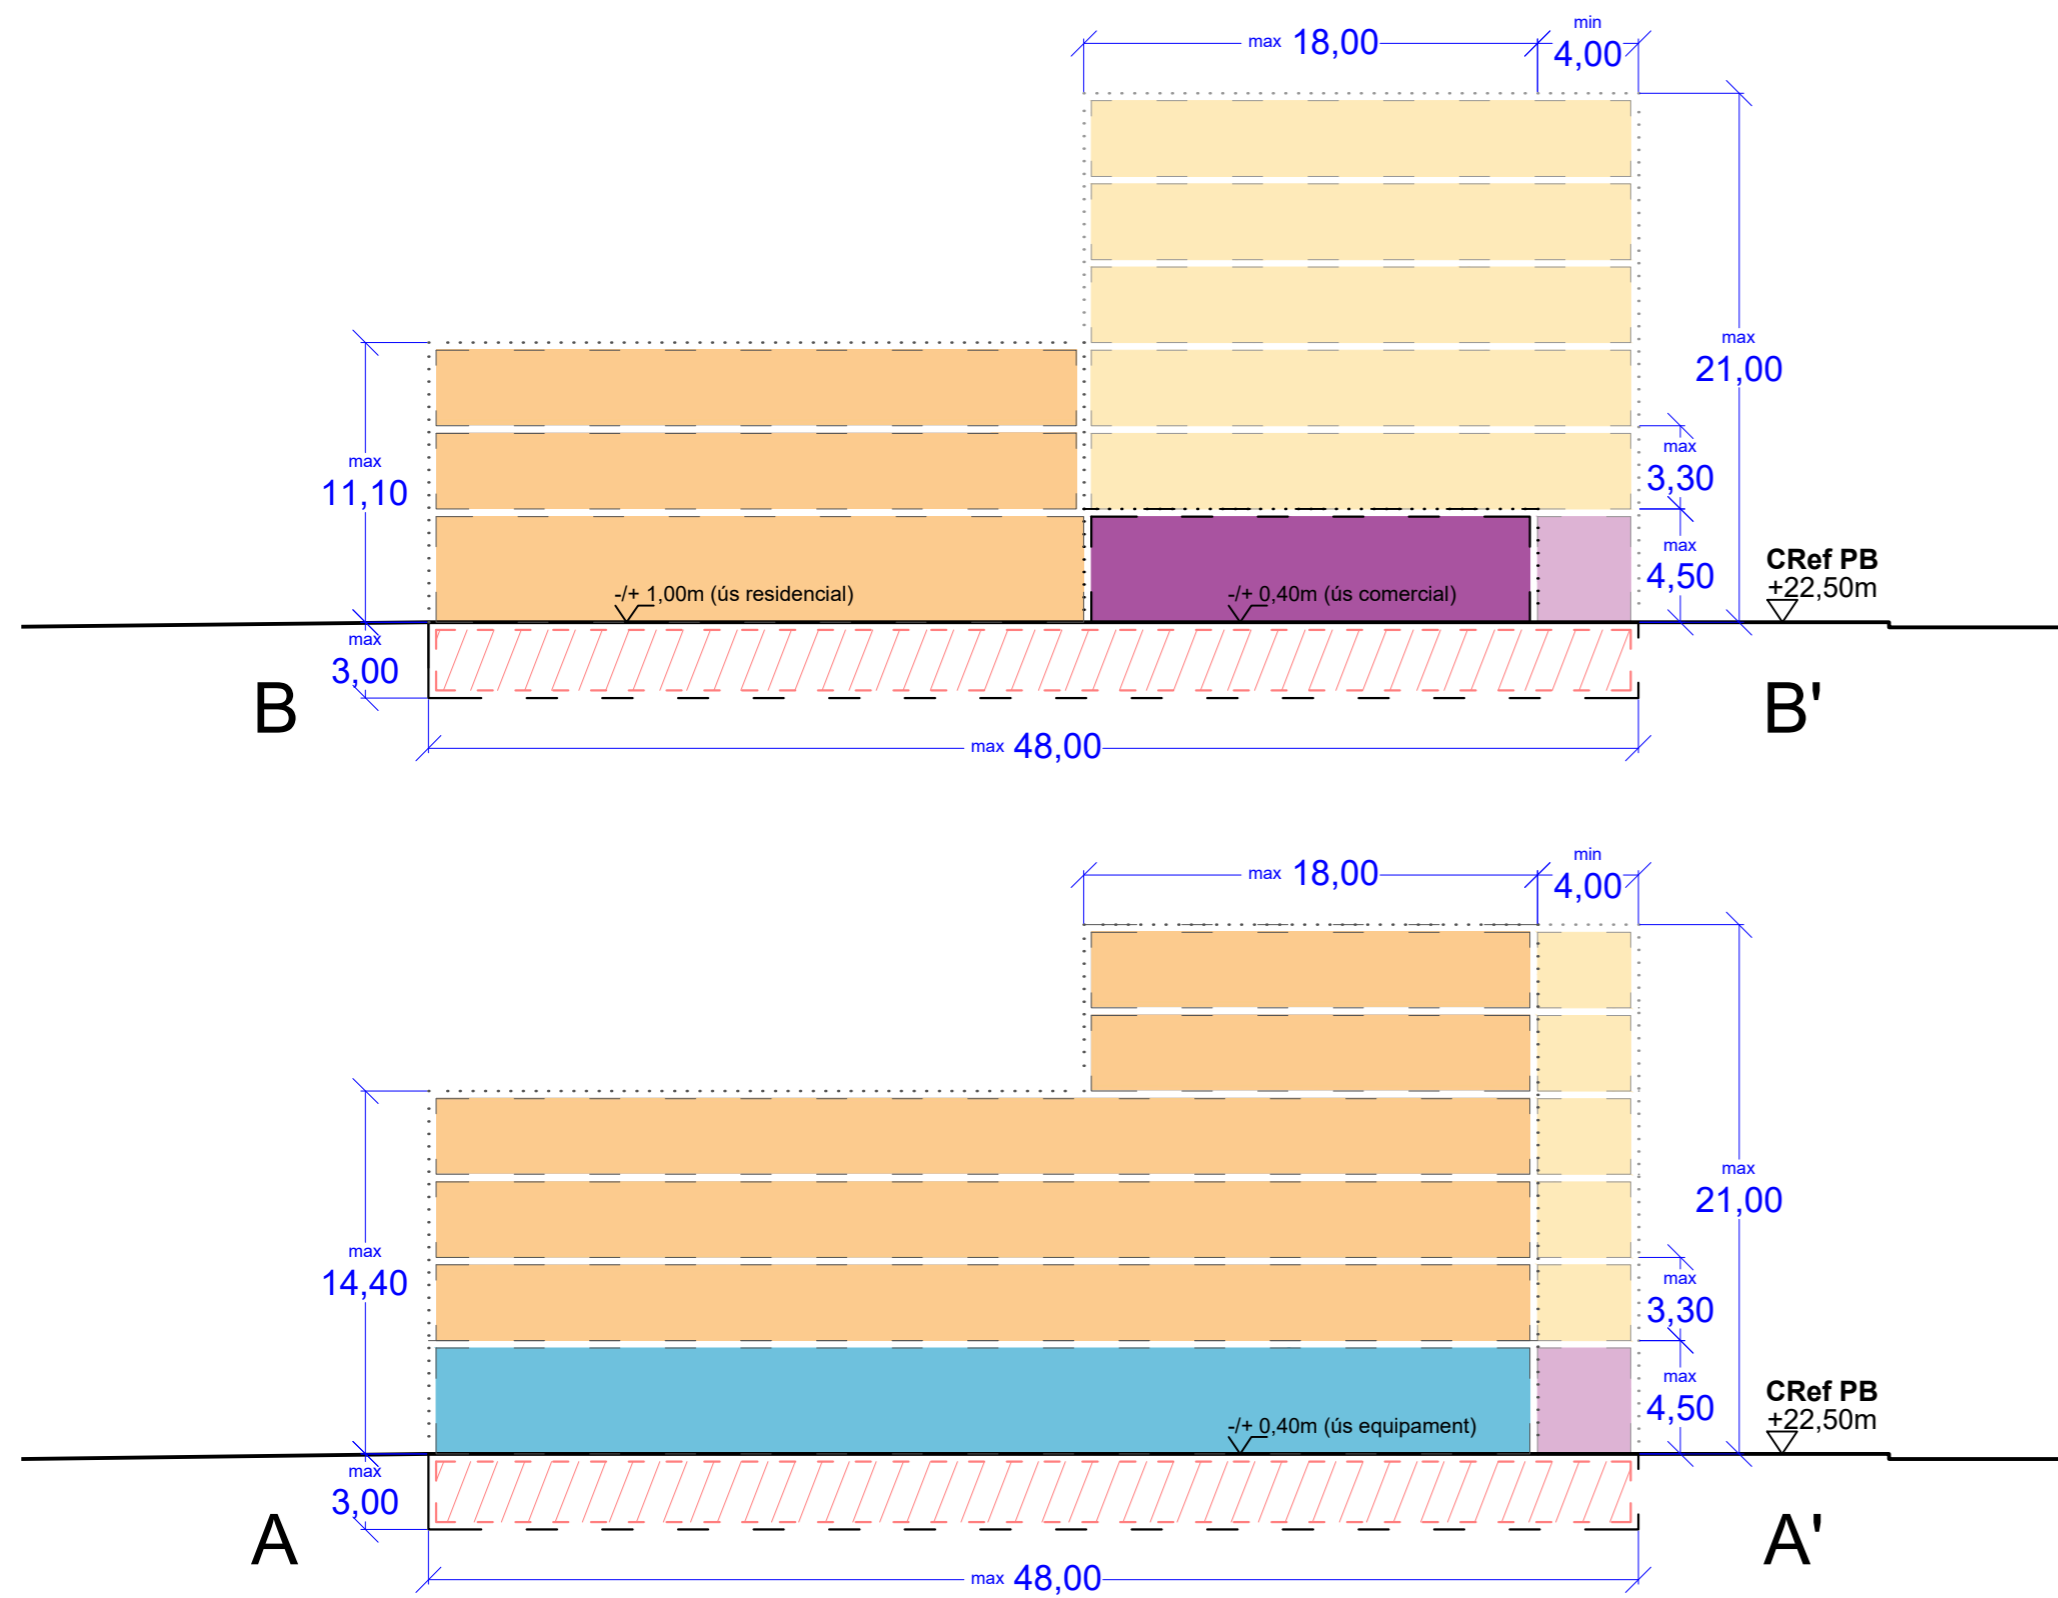 min
max 18,00
4,00
max
21,00
max
11,10
max
3,30
max
4,50
CRef PB
+22,50m
-/+ 1,00m (ús residencial)
-/+ 0,40m (ús comercial)
max
3,00
B
B'
max 48,00
min
max 18,00
4,00
max
21,00
max
14,40
max
3,30
max
4,50
CRef PB
+22,50m
-/+ 0,40m (ús equipament)
max
3,00
A
A'
max 48,00